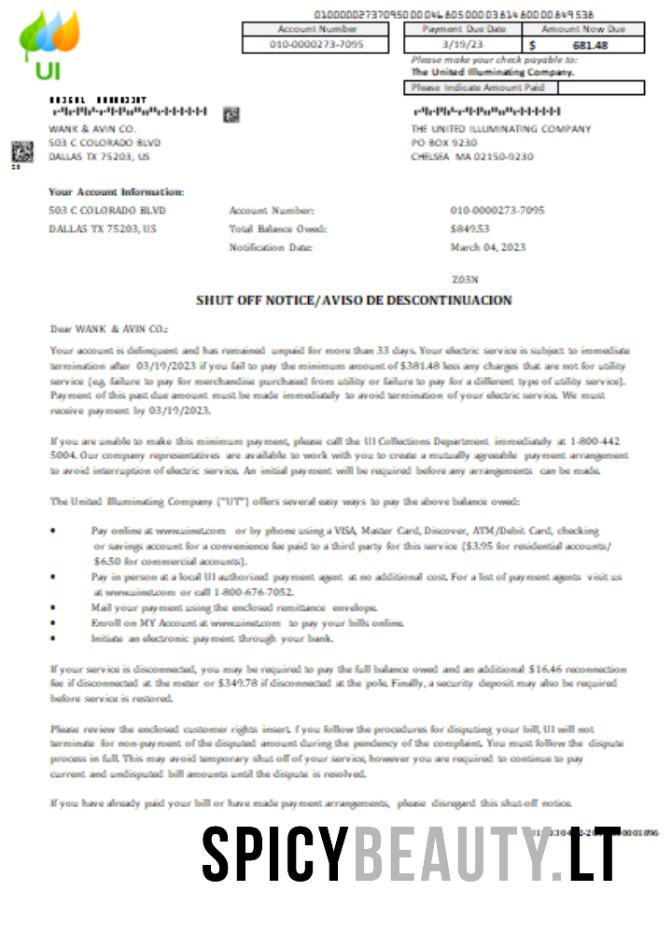 010000027370950000468050000381480000849538
Account Number
Payment Due Date
Amount Now Due
010-0000273-7095
3/19/23
$ 681.48
UI
Please make your check payable to:
The United Illuminating Company.
Please Indicate Amount Paid
WANK & AVIN CO.
503 C COLORADO BLVD
DALLAS TX 75203, US
THE UNITED ILLUMINATING COMPANY
PO BOX 9230
CHELSEA MA 02150-9230
Your Account Information:
503 C COLORADO BLVD
DALLAS TX 75203, US
Account Number: 010-0000273-7095
Total Balance Owed: $849.53
Notification Date: March 04, 2023
Z03N
SHUT OFF NOTICE/AVISO DE DESCONTINUACION
Dear WANK & AVIN CO.:
Your account is delinquent and has remained unpaid for more than 33 days. Your electric service is subject to immediate
termination after 03/19/2023 if you fail to pay the minimum amount of $381.48 less any charges that are not for utility
service (e.g. failure to pay for merchandise purchased from utility or failure to pay for a different type of utility service).
Payment of this past due amount must be made immediately to avoid termination of your electric service. We must
receive payment by 03/19/2023.
If you are unable to make this minimum payment, please call the UI Collections Department immediately at 1-800-442
5004. Our company representatives are available to work with you to create a mutually agreeable payment arrangement
to avoid interruption of electric service. An initial payment will be required before any arrangements can be made.
The United Illuminating Company ("UI") offers several easy ways to pay the above balance owed:
• Pay online at www.uinet.com or by phone using a VISA, Master Card, Discover, ATM/Debit Card, checking
or savings account for a convenience fee paid to a third party for this service ($3.95 for residential accounts/
$6.50 for commercial accounts).
• Pay in person at a local UI authorized payment agent at no additional cost. For a list of payment agents visit us
at www.uinet.com or call 1-800-676-7052.
• Mail your payment using the enclosed remittance envelope.
• Enroll on MY Account at www.uinet.com to pay your bills online.
• Initiate an electronic payment through your bank.
If your service is disconnected, you may be required to pay the full balance owed and an additional $16.46 reconnection
fee if disconnected at the meter or $349.78 if disconnected at the pole. Finally, a security deposit may also be required
before service is restored.
Please review the enclosed customer rights insert. If you follow the procedures for disputing your bill, UI will not
terminate for non-payment of the disputed amount during the pendency of the complaint. You must follow the dispute
process in full. This may avoid temporary shut off of your service, however you are required to continue to pay
current and undisputed bill amounts until the dispute is resolved.
If you have already paid your bill or have made payment arrangements, please disregard this shut-off notice.
SPICYBEAUTY.LT